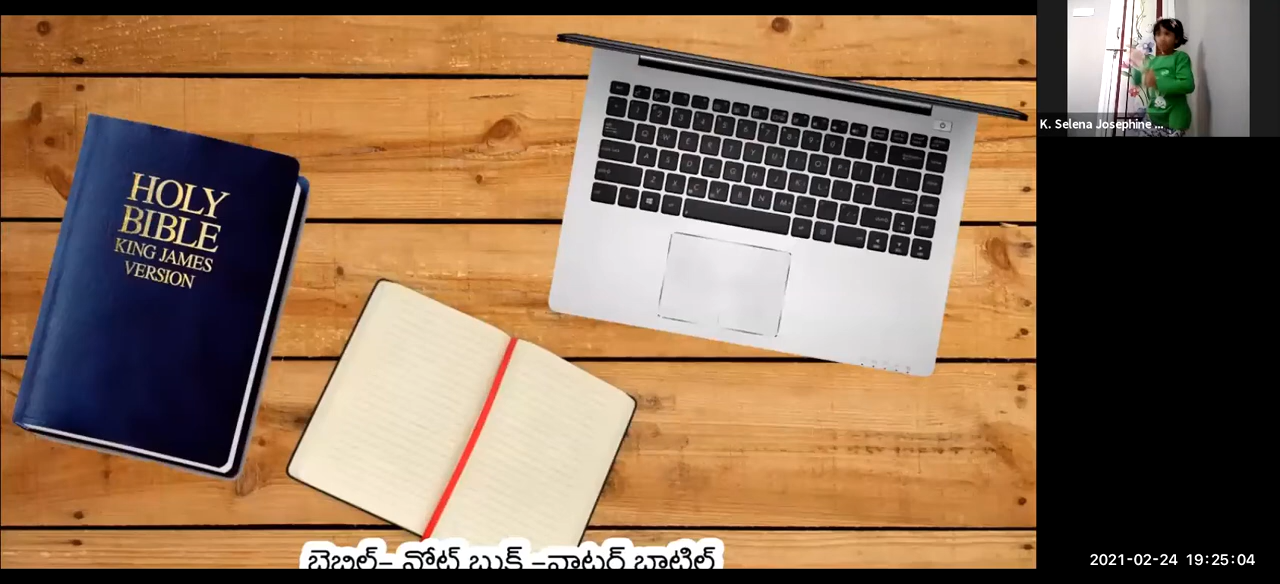 HOLY
BIBLE
KING JAMES
VERSION
K. Selena Josephine ...
బైబిల్– నోట్ బుక్ –వాటర్ బాటిల్
2021-02-24 19:25:04